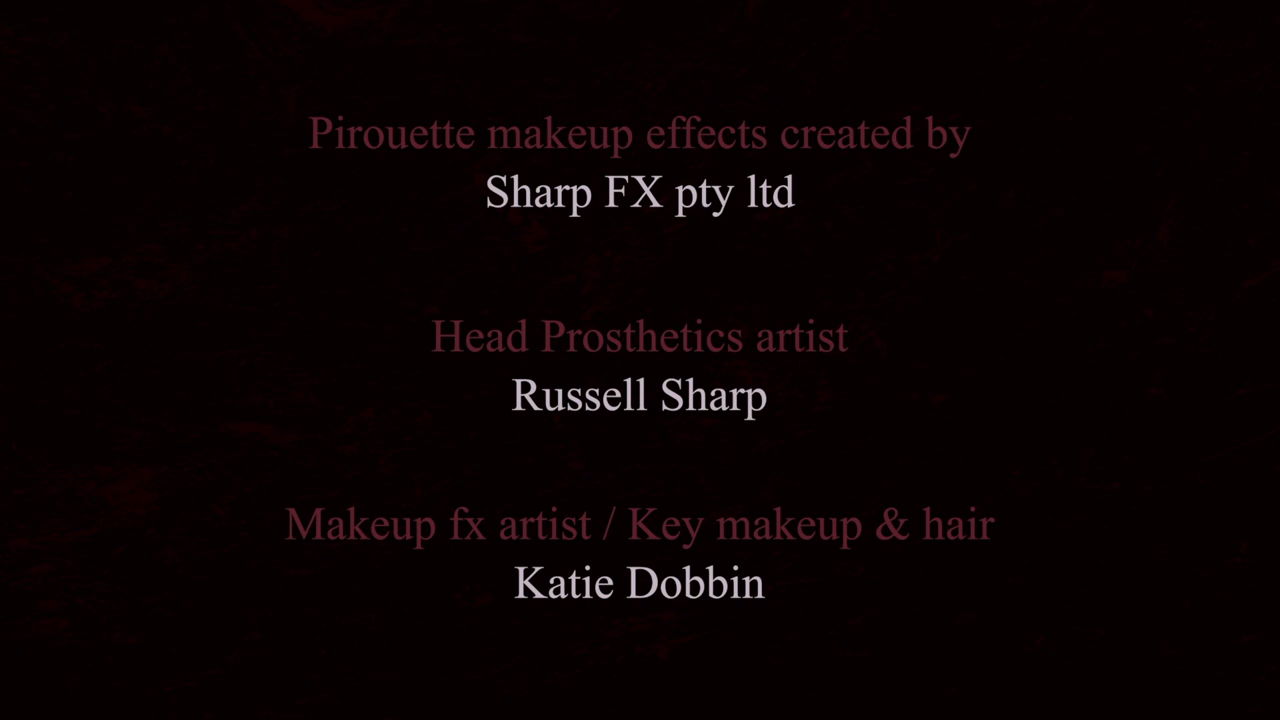 Pirouette makeup effects created by
Sharp FX pty ltd
Head Prosthetics artist
Russell Sharp
Makeup fx artist / Key makeup & hair
Katie Dobbin